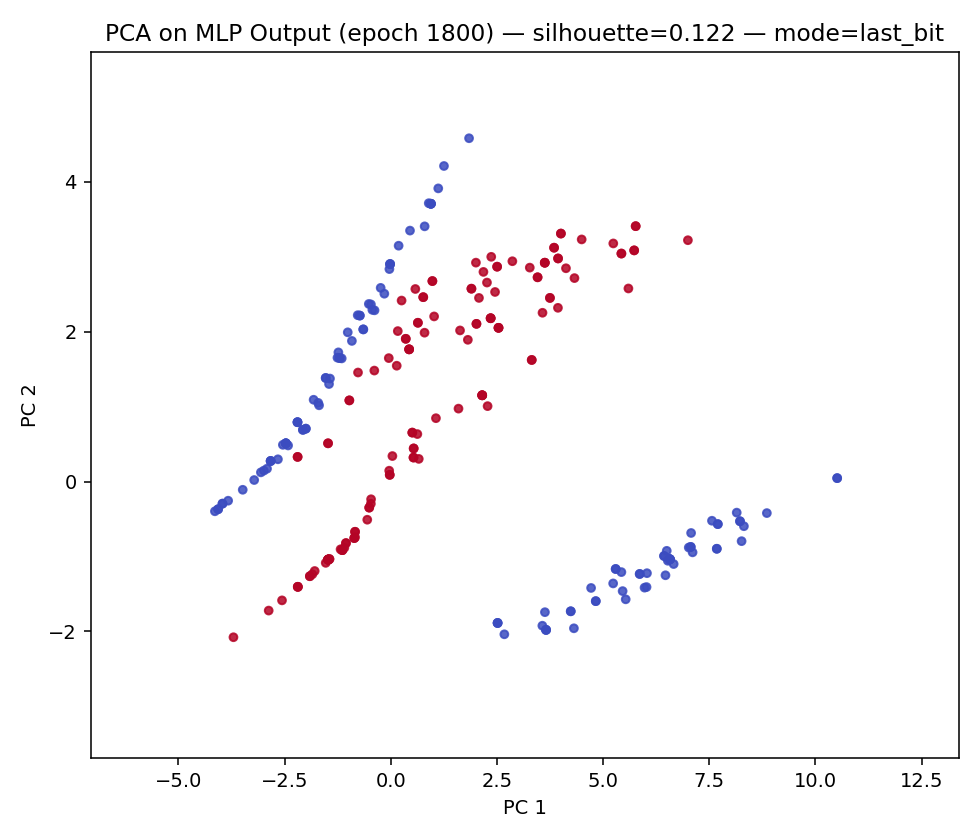 PCA on MLP Output (epoch 1800) — silhouette=0.122 — mode=last_bit
4
2
0
−2
PC 2
−5.0 −2.5 0.0 2.5 5.0 7.5 10.0 12.5
PC 1